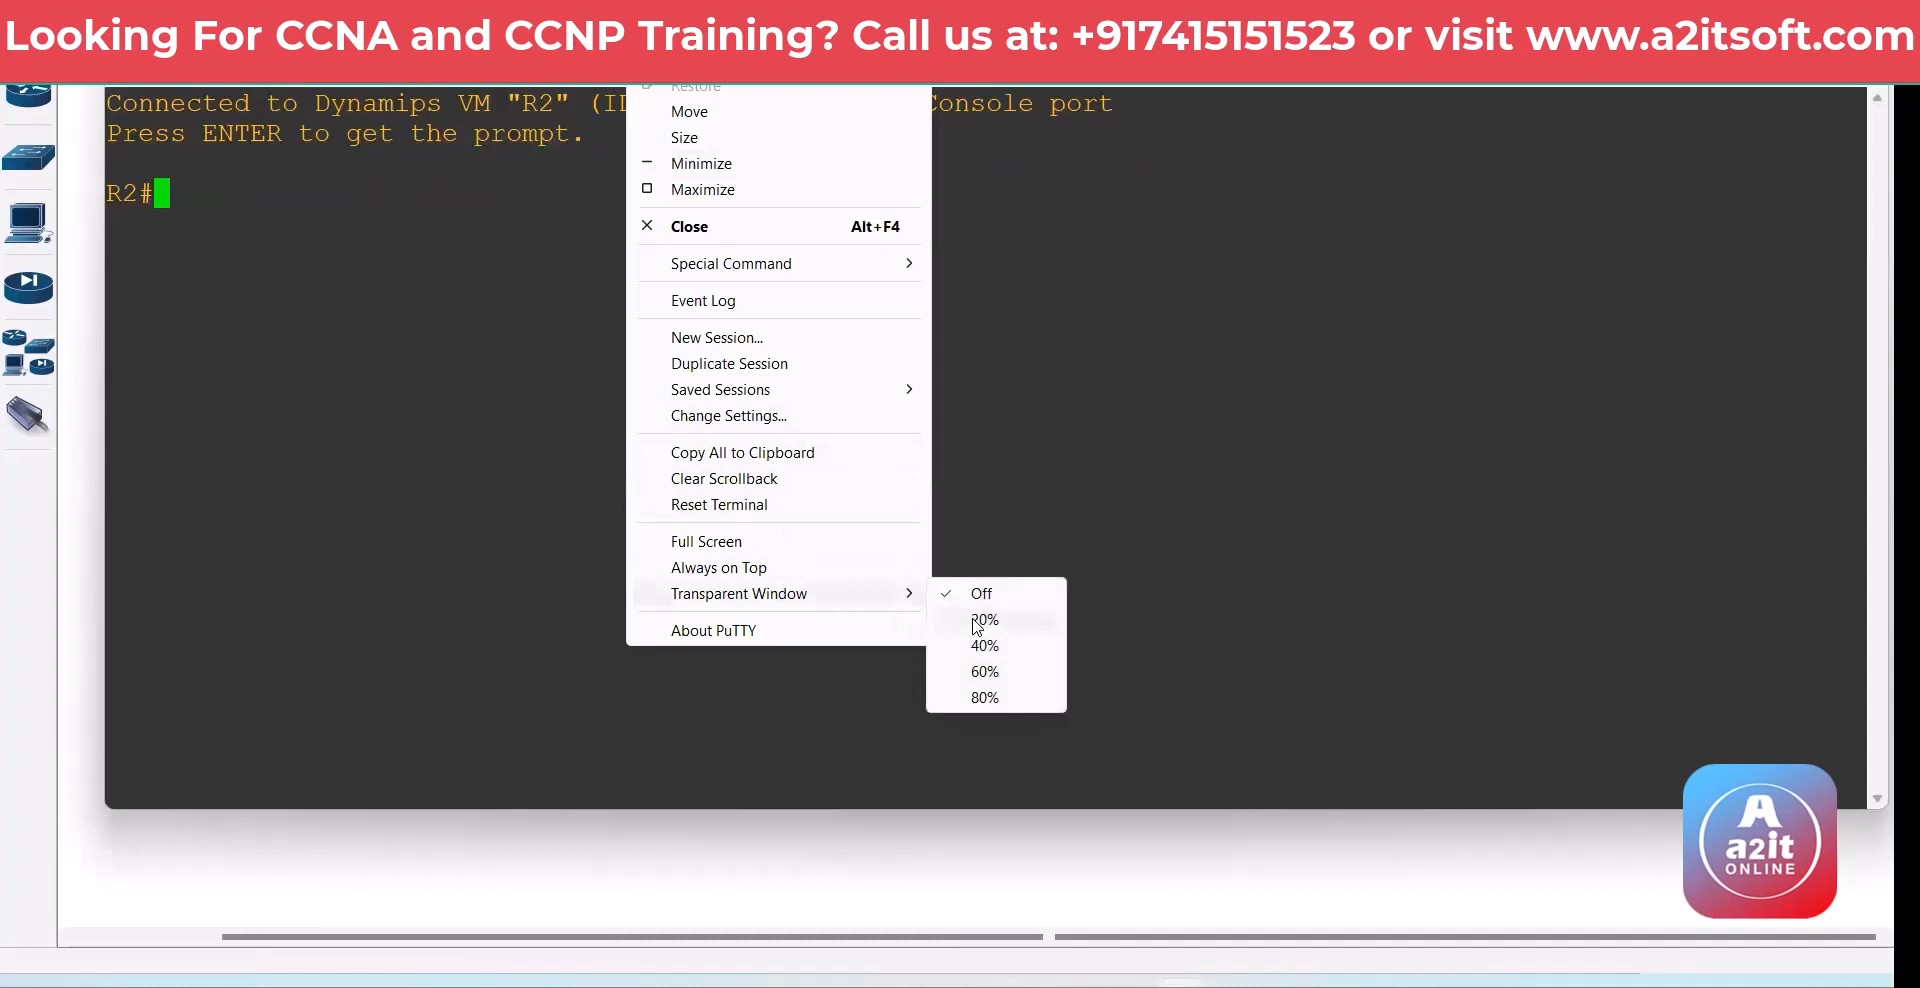 Looking For CCNA and CCNP Training? Call us at: +917415151523 or visit www.a2itsoft.com
Connected to Dynamips VM "R2" (ID Console port
Press ENTER to get the prompt.
R2#
Restore
Move
Size
Minimize
Maximize
Close Alt+F4
Special Command
Event Log
New Session...
Duplicate Session
Saved Sessions
Change Settings...
Copy All to Clipboard
Clear Scrollback
Reset Terminal
Full Screen
Always on Top
Transparent Window
About PuTTY
Off
20%
40%
60%
80%
A
a2it
ONLINE